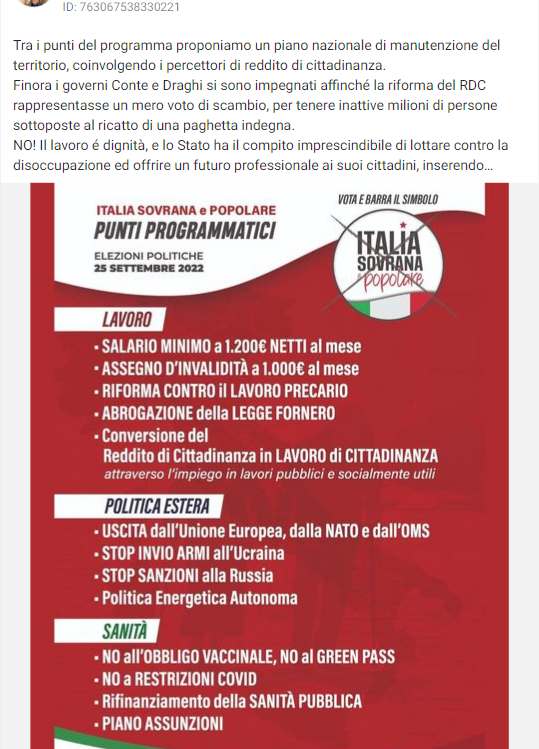 ID: 763067538330221
Tra i punti del programma proponiamo un piano nazionale di manutenzione del
territorio, coinvolgendo i percettori di reddito di cittadinanza.
Finora i governi Conte e Draghi si sono impegnati affinché la riforma del RDC
rappresentasse un mero voto di scambio, per tenere inattive milioni di persone
sottoposte al ricatto di una paghetta indegna.
NO! Il lavoro é dignità, e lo Stato ha il compito imprescindibile di lottare contro la
disoccupazione ed offrire un futuro professionale ai suoi cittadini, inserendo...
ITALIA SOVRANA e POPOLARE
PUNTI PROGRAMMATICI
ELEZIONI POLITICHE
25 SETTEMBRE 2022
VOTA E BARRA IL SIMBOLO
ITALIA
SOVRANA
e popolare
LAVORO
• SALARIO MINIMO a 1.200€ NETTI al mese
• ASSEGNO D'INVALIDITÀ a 1.000€ al mese
• RIFORMA CONTRO il LAVORO PRECARIO
• ABROGAZIONE della LEGGE FORNERO
• Conversione del
Reddito di Cittadinanza in LAVORO di CITTADINANZA
attraverso l'impiego in lavori pubblici e socialmente utili
POLITICA ESTERA
• USCITA dall'Unione Europea, dalla NATO e dall'OMS
• STOP INVIO ARMI all'Ucraina
• STOP SANZIONI alla Russia
• Politica Energetica Autonoma
SANITÀ
• NO all'OBBLIGO VACCINALE, NO al GREEN PASS
• NO a RESTRIZIONI COVID
• Rifinanziamento della SANITÀ PUBBLICA
• PIANO ASSUNZIONI